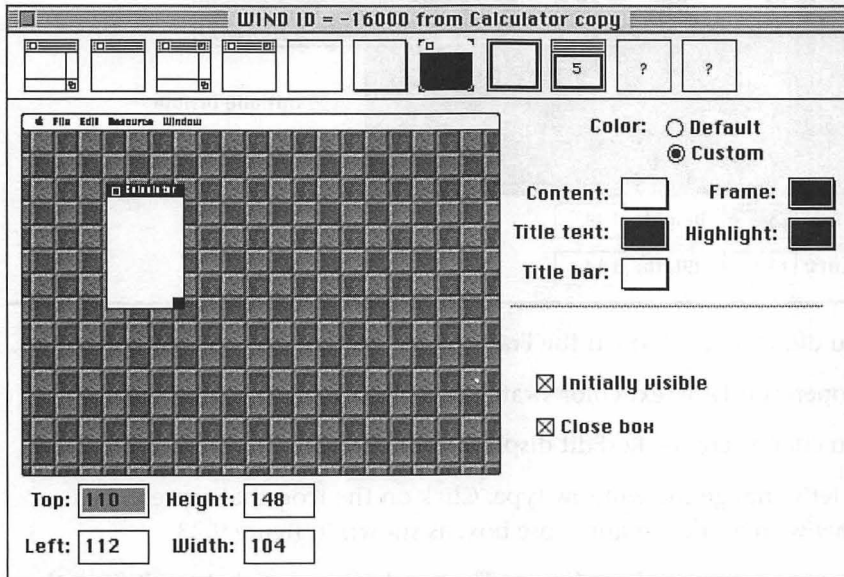 WIND ID = -16000 from Calculator copy
5 ? ?
File Edit Resource Window
Calculator
Color: Default
Custom
Content: Frame:
Title text: Highlight:
Title bar:
Initially visible
Close box
Top: 110 Height: 148
Left: 112 Width: 104